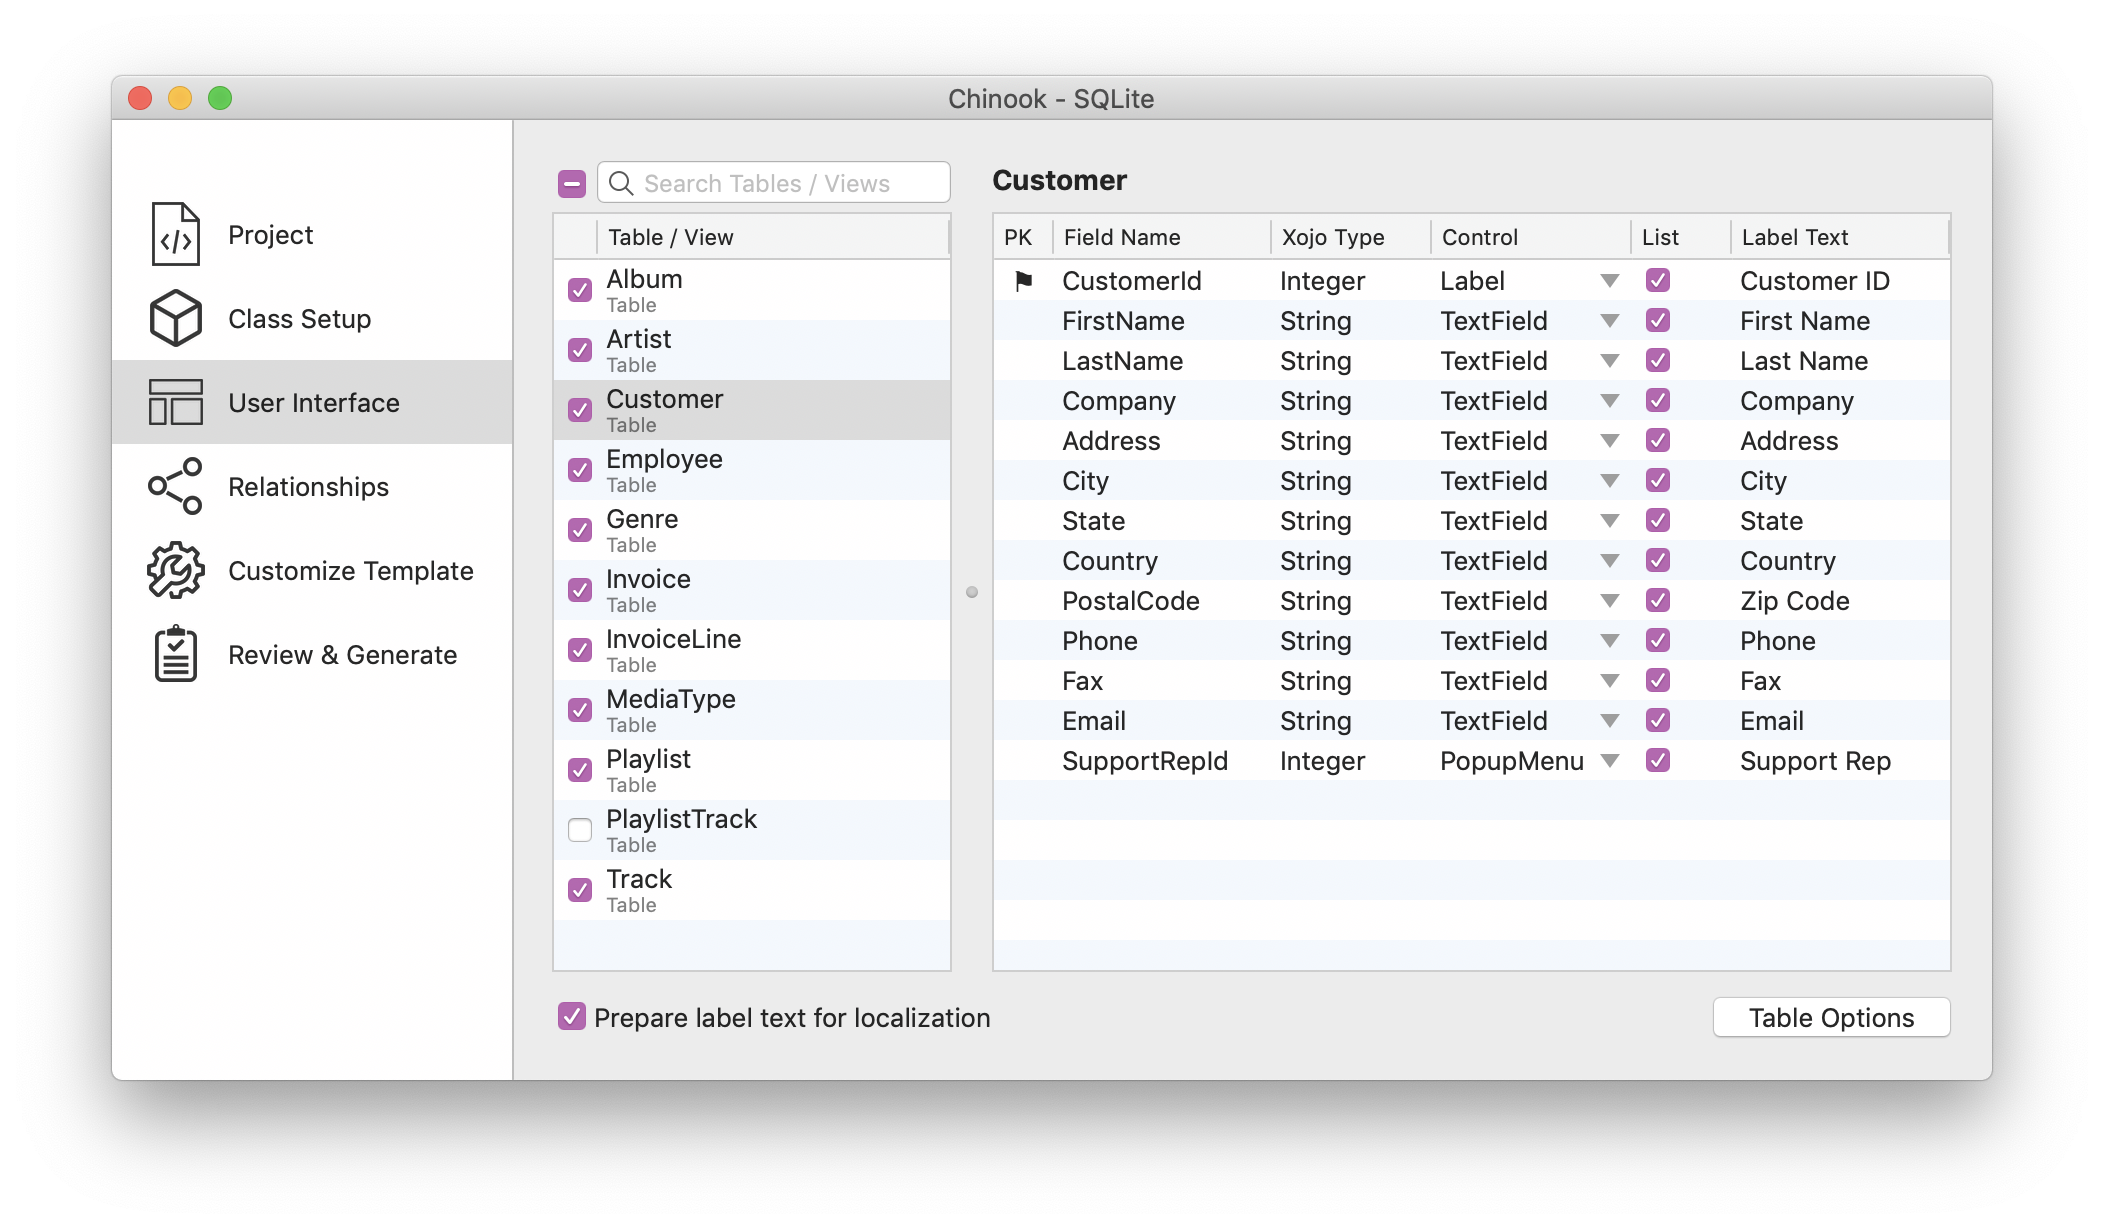 Chinook - SQLite
Project
Class Setup
User Interface
Relationships
Customize Template
Review & Generate
Search Tables / Views
Table / View
Album
Table
Artist
Table
Customer
Table
Employee
Table
Genre
Table
Invoice
Table
InvoiceLine
Table
MediaType
Table
Playlist
Table
PlaylistTrack
Table
Track
Table
Customer
PK Field Name Xojo Type Control List Label Text
CustomerId Integer Label Customer ID
FirstName String TextField First Name
LastName String TextField Last Name
Company String TextField Company
Address String TextField Address
City String TextField City
State String TextField State
Country String TextField Country
PostalCode String TextField Zip Code
Phone String TextField Phone
Fax String TextField Fax
Email String TextField Email
SupportRepId Integer PopupMenu Support Rep
Prepare label text for localization
Table Options